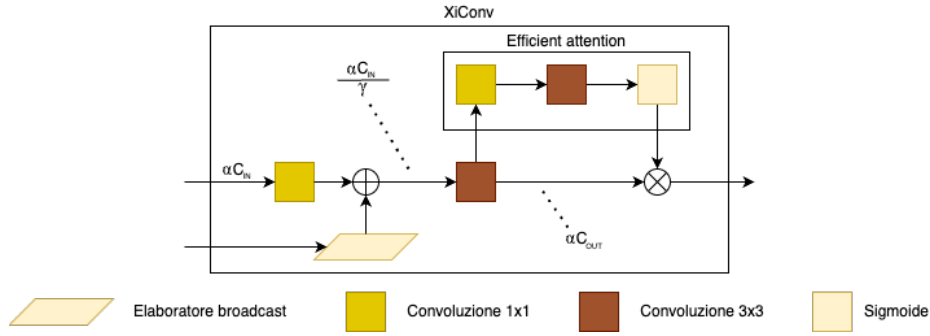 XiConv
Efficient attention
αC_IN
γ
αC_IN
αC_OUT
Elaboratore broadcast
Convoluzione 1x1
Convoluzione 3x3
Sigmoide